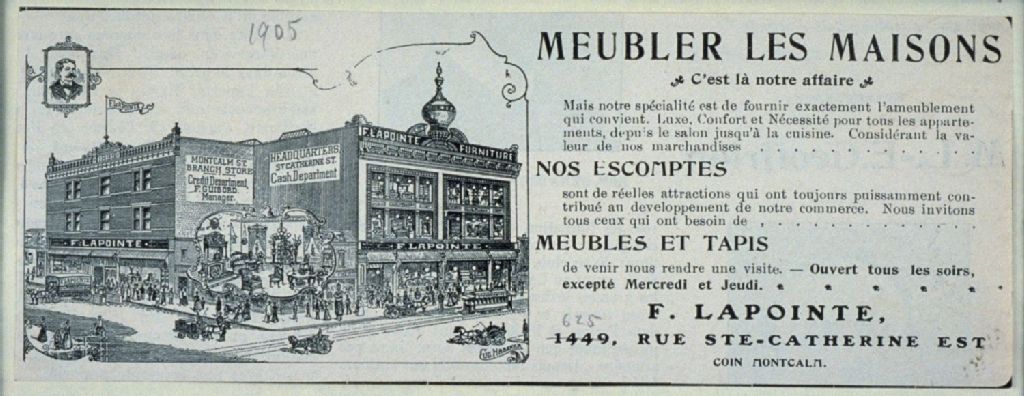 1905
F. LAPOINTE
MONTCALM ST.
BRANCH STORE
Credit Department,
Manager.
HEADQUARTERS,
ST CATHERINE ST.
Cash Department
F. LAPOINTE FURNITURE
F. LAPOINTE
F. LAPOINTE
MEUBLER LES MAISONS
C'est là notre affaire
Mais notre spécialité est de fournir exactement l'ameublement
qui convient. Luxe, Confort et Nécessité pour tous les apparte-
ments, depuis le salon jusqu'à la cuisine. Considérant la va-
leur de nos marchandises . . . . . . . . . . . .
NOS ESCOMPTES
sont de réelles attractions qui ont toujours puissamment con-
tribué au developpement de notre commerce. Nous invitons
tous ceux qui ont besoin de . . . . . . . . . . .
MEUBLES ET TAPIS
de venir nous rendre une visite. — Ouvert tous les soirs,
excepté Mercredi et Jeudi.
F. LAPOINTE,
625
1449, RUE STE-CATHERINE EST
COIN MONTCALM.